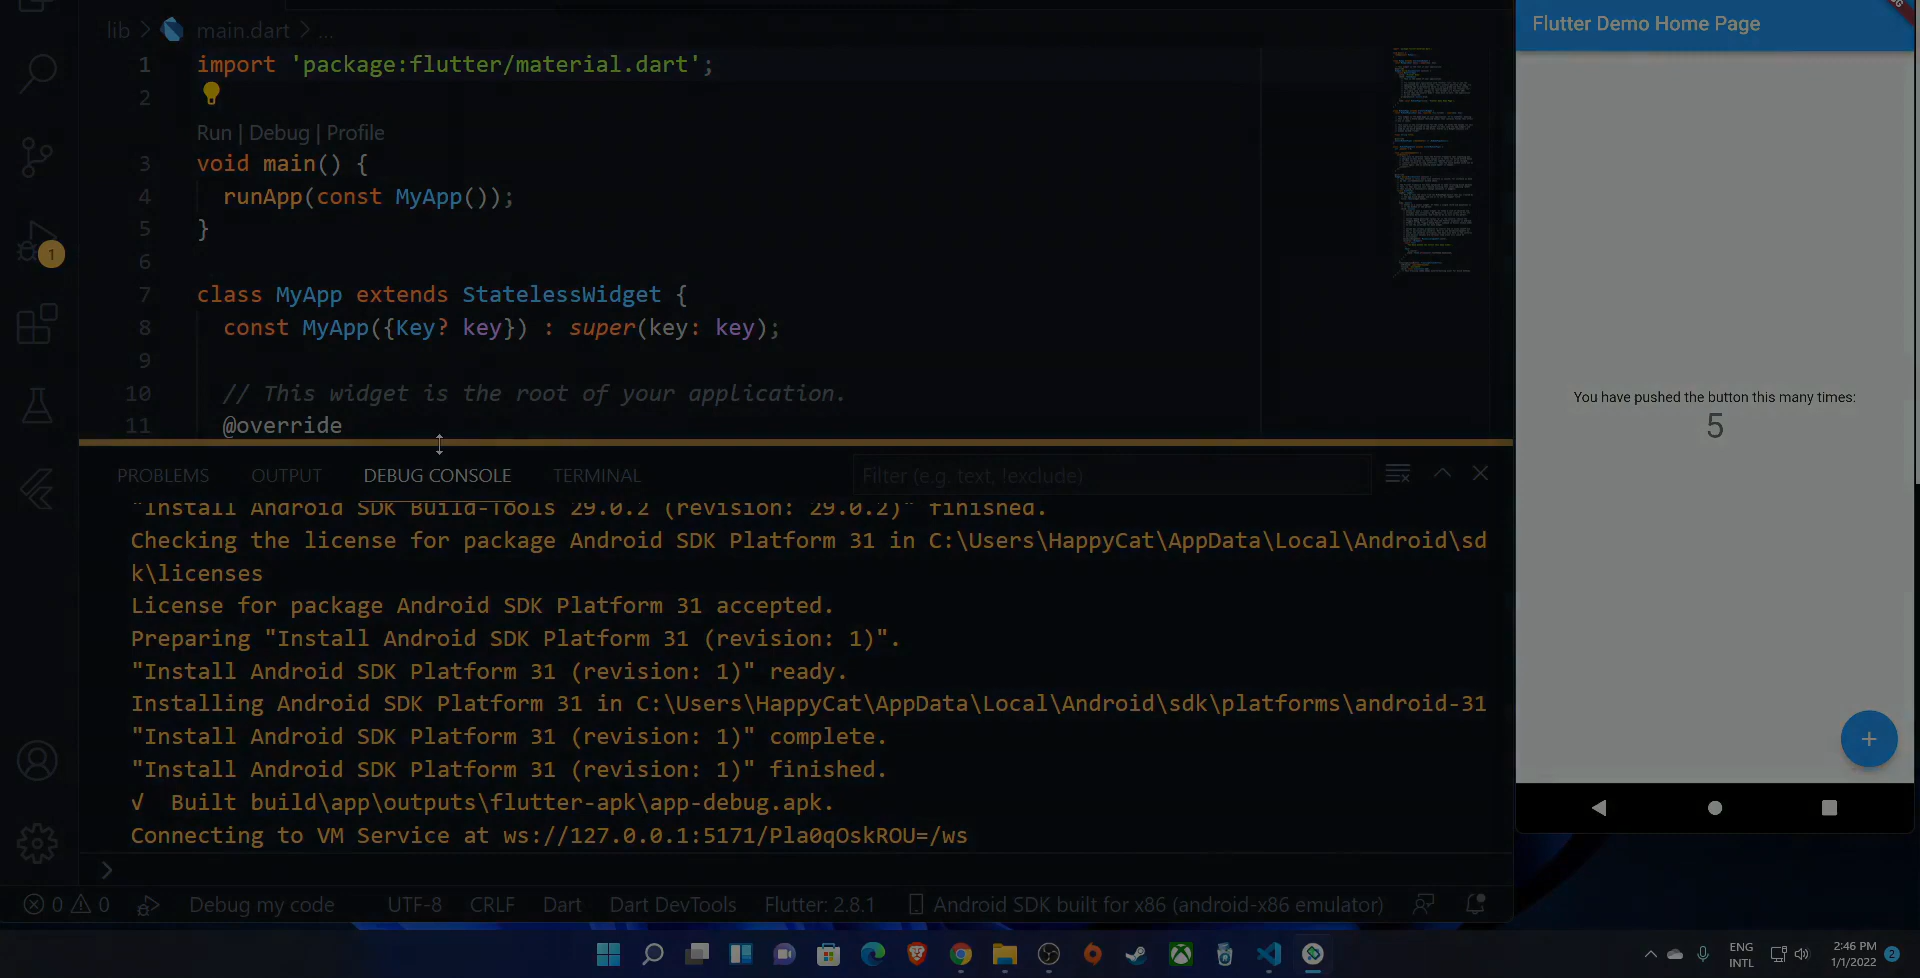 lib > main.dart > ...
1 import 'package:flutter/material.dart';
2
Run | Debug | Profile
3 void main() {
4 runApp(const MyApp());
5 }
6
7 class MyApp extends StatelessWidget {
8 const MyApp({Key? key}) : super(key: key);
9
10 // This widget is the root of your application.
11 @override
1
PROBLEMS OUTPUT DEBUG CONSOLE TERMINAL Filter (e.g. text, !exclude)
"Install Android SDK Build-Tools 29.0.2 (revision: 29.0.2)" finished.
Checking the license for package Android SDK Platform 31 in C:\Users\HappyCat\AppData\Local\Android\sd
k\licenses
License for package Android SDK Platform 31 accepted.
Preparing "Install Android SDK Platform 31 (revision: 1)".
"Install Android SDK Platform 31 (revision: 1)" ready.
Installing Android SDK Platform 31 in C:\Users\HappyCat\AppData\Local\Android\sdk\platforms\android-31
"Install Android SDK Platform 31 (revision: 1)" complete.
"Install Android SDK Platform 31 (revision: 1)" finished.
√ Built build\app\outputs\flutter-apk\app-debug.apk.
Connecting to VM Service at ws://127.0.0.1:5171/Pla0qOskROU=/ws
>
0 0 Debug my code UTF-8 CRLF Dart Dart DevTools Flutter: 2.8.1 Android SDK built for x86 (android-x86 emulator)
Flutter Demo Home Page
You have pushed the button this many times:
5
+
ENG
INTL
2:46 PM
1/1/2022
2